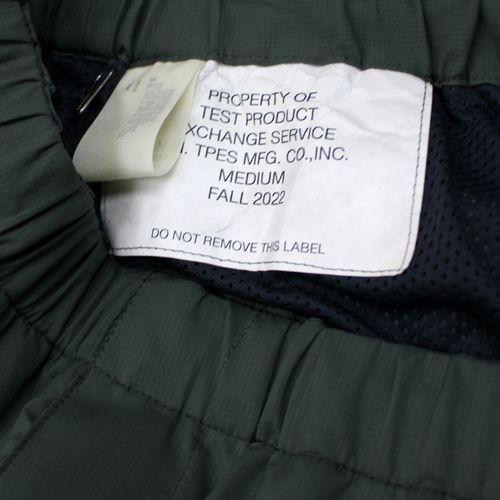 PROPERTY OF
TEST PRODUCT
XCHANGE SERVICE
. TPES MFG. CO.,INC.
MEDIUM
FALL 2022
DO NOT REMOVE THIS LABEL